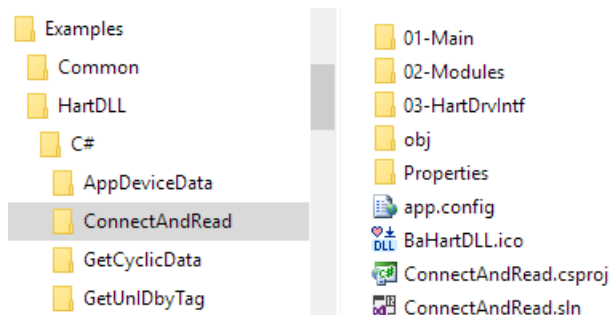 Examples
Common
HartDLL
C#
AppDeviceData
ConnectAndRead
GetCyclicData
GetUnIDbyTag
01-Main
02-Modules
03-HartDrvIntf
obj
Properties
app.config
DLL BaHartDLL.ico
C# ConnectAndRead.csproj
ConnectAndRead.sln